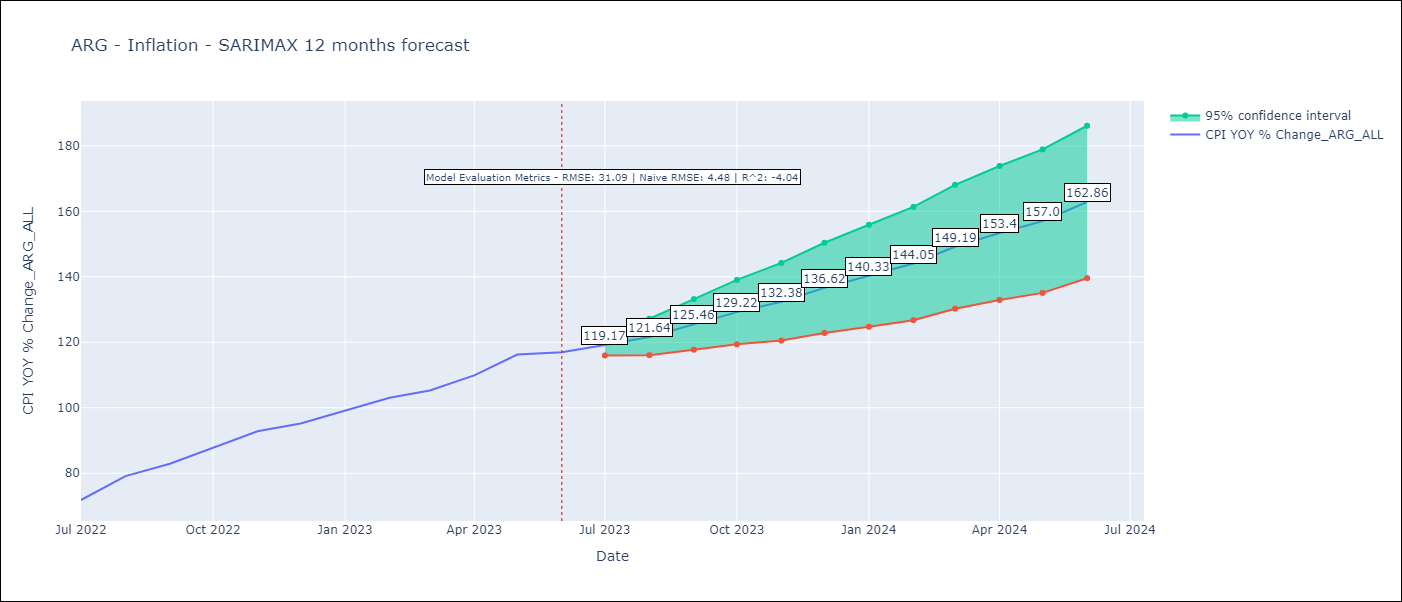 ARG - Inflation - SARIMAX 12 months forecast
95% confidence interval
CPI YOY % Change_ARG_ALL
Model Evaluation Metrics - RMSE: 31.09 | Naive RMSE: 4.48 | R^2: -4.04
CPI YOY % Change_ARG_ALL
180
160
140
120
100
80
119.17
121.64
125.46
129.22
132.38
136.62
140.33
144.05
149.19
153.4
157.0
162.86
Jul 2022
Oct 2022
Jan 2023
Apr 2023
Jul 2023
Oct 2023
Jan 2024
Apr 2024
Jul 2024
Date